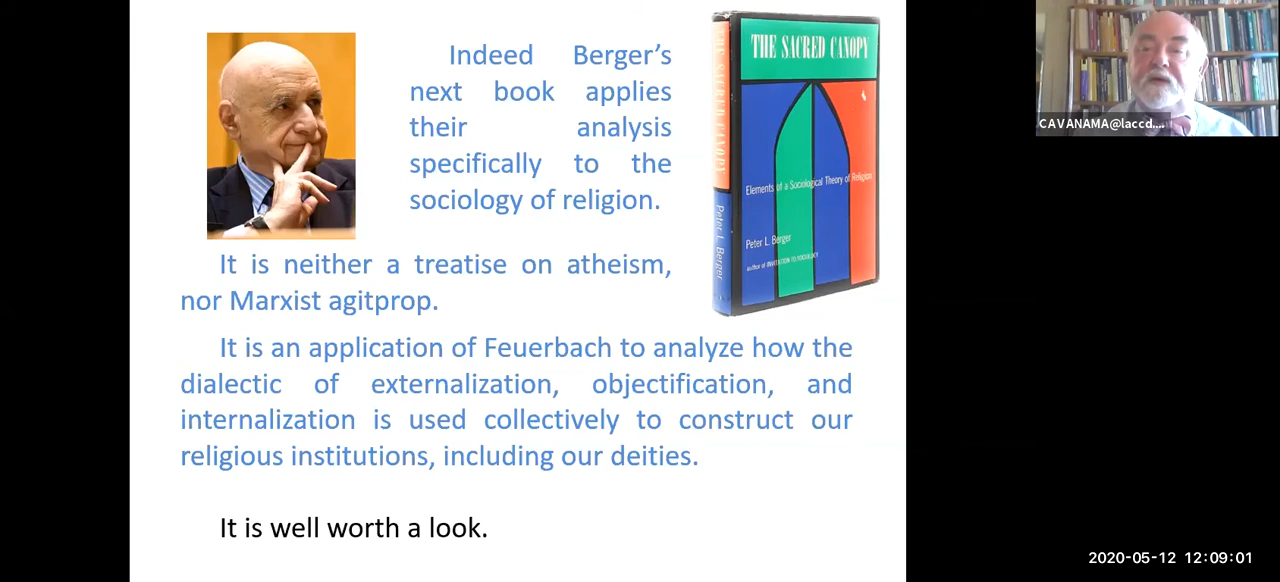 Indeed Berger's
next book applies
their analysis
specifically to the
sociology of religion.
It is neither a treatise on atheism,
nor Marxist agitprop.
It is an application of Feuerbach to analyze how the
dialectic of externalization, objectification, and
internalization is used collectively to construct our
religious institutions, including our deities.
It is well worth a look.
THE SACRED CANOPY
Peter L. Berger
THE SACRED CANOPY
Elements of a Sociological Theory of Religion
Peter L. Berger
author of INVITATION TO SOCIOLOGY
CAVANAMA@laccd....
2020-05-12 12:09:01